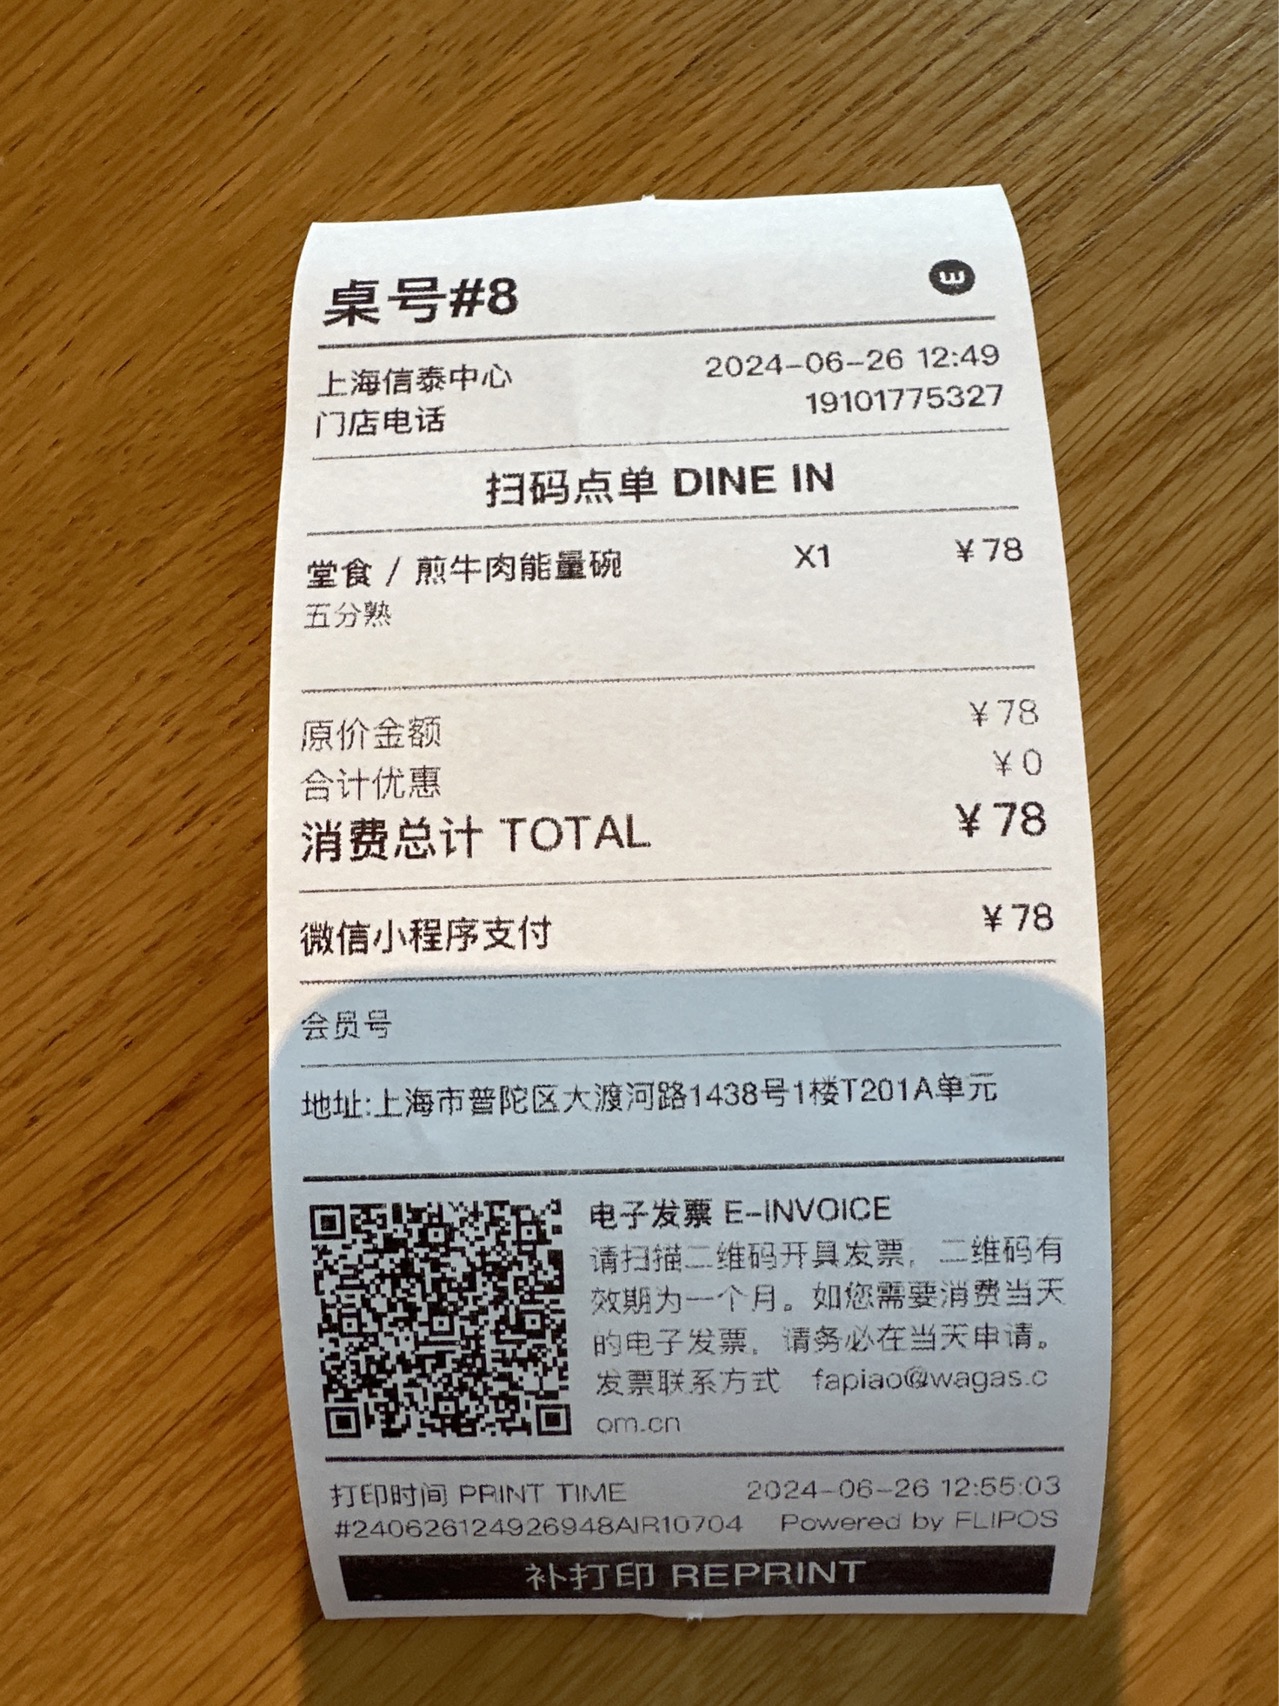 桌号#8
上海信泰中心 2024-06-26 12:49
门店电话 19101775327
扫码点单 DINE IN
堂食 / 煎牛肉能量碗 X1 ¥78
五分熟
原价金额 ¥78
合计优惠 ¥0
消费总计 TOTAL ¥78
微信小程序支付 ¥78
会员号
地址:上海市普陀区大渡河路1438号1楼T201A单元
电子发票 E-INVOICE
请扫描二维码开具发票，二维码有
效期为一个月。如您需要消费当天
的电子发票，请务必在当天申请。
发票联系方式 fapiao@wagas.c
om.cn
打印时间 PRINT TIME 2024-06-26 12:55:03
#240626124926948AIR10704 Powered by FLIPOS
补打印 REPRINT